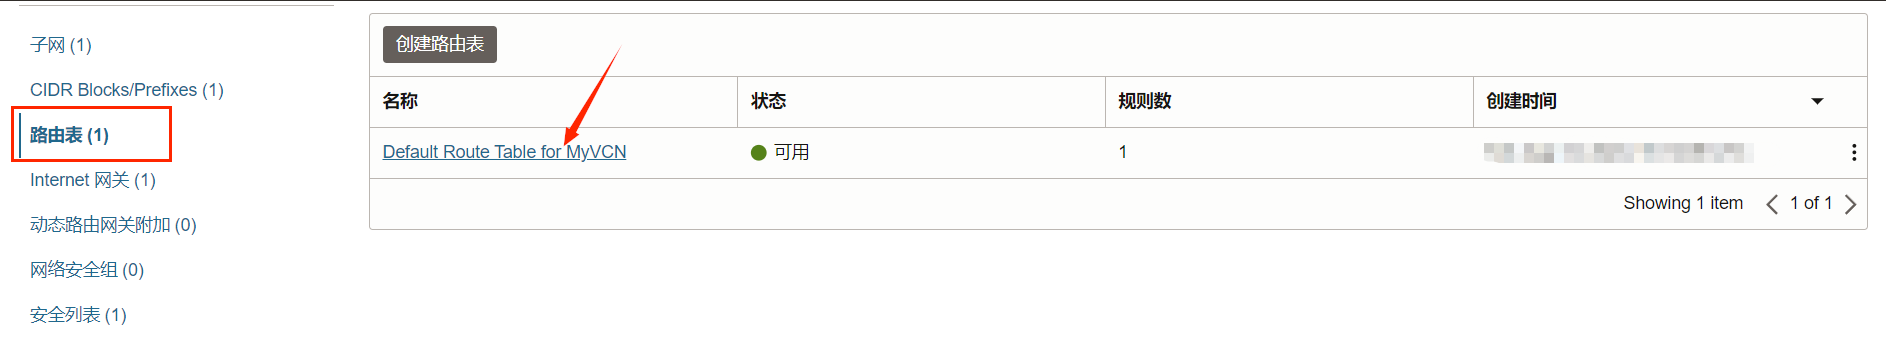 子网 (1)
CIDR Blocks/Prefixes (1)
路由表 (1)
Internet 网关 (1)
动态路由网关附加 (0)
网络安全组 (0)
安全列表 (1)
创建路由表
名称 状态 规则数 创建时间
Default Route Table for MyVCN 可用 1
Showing 1 item 1 of 1